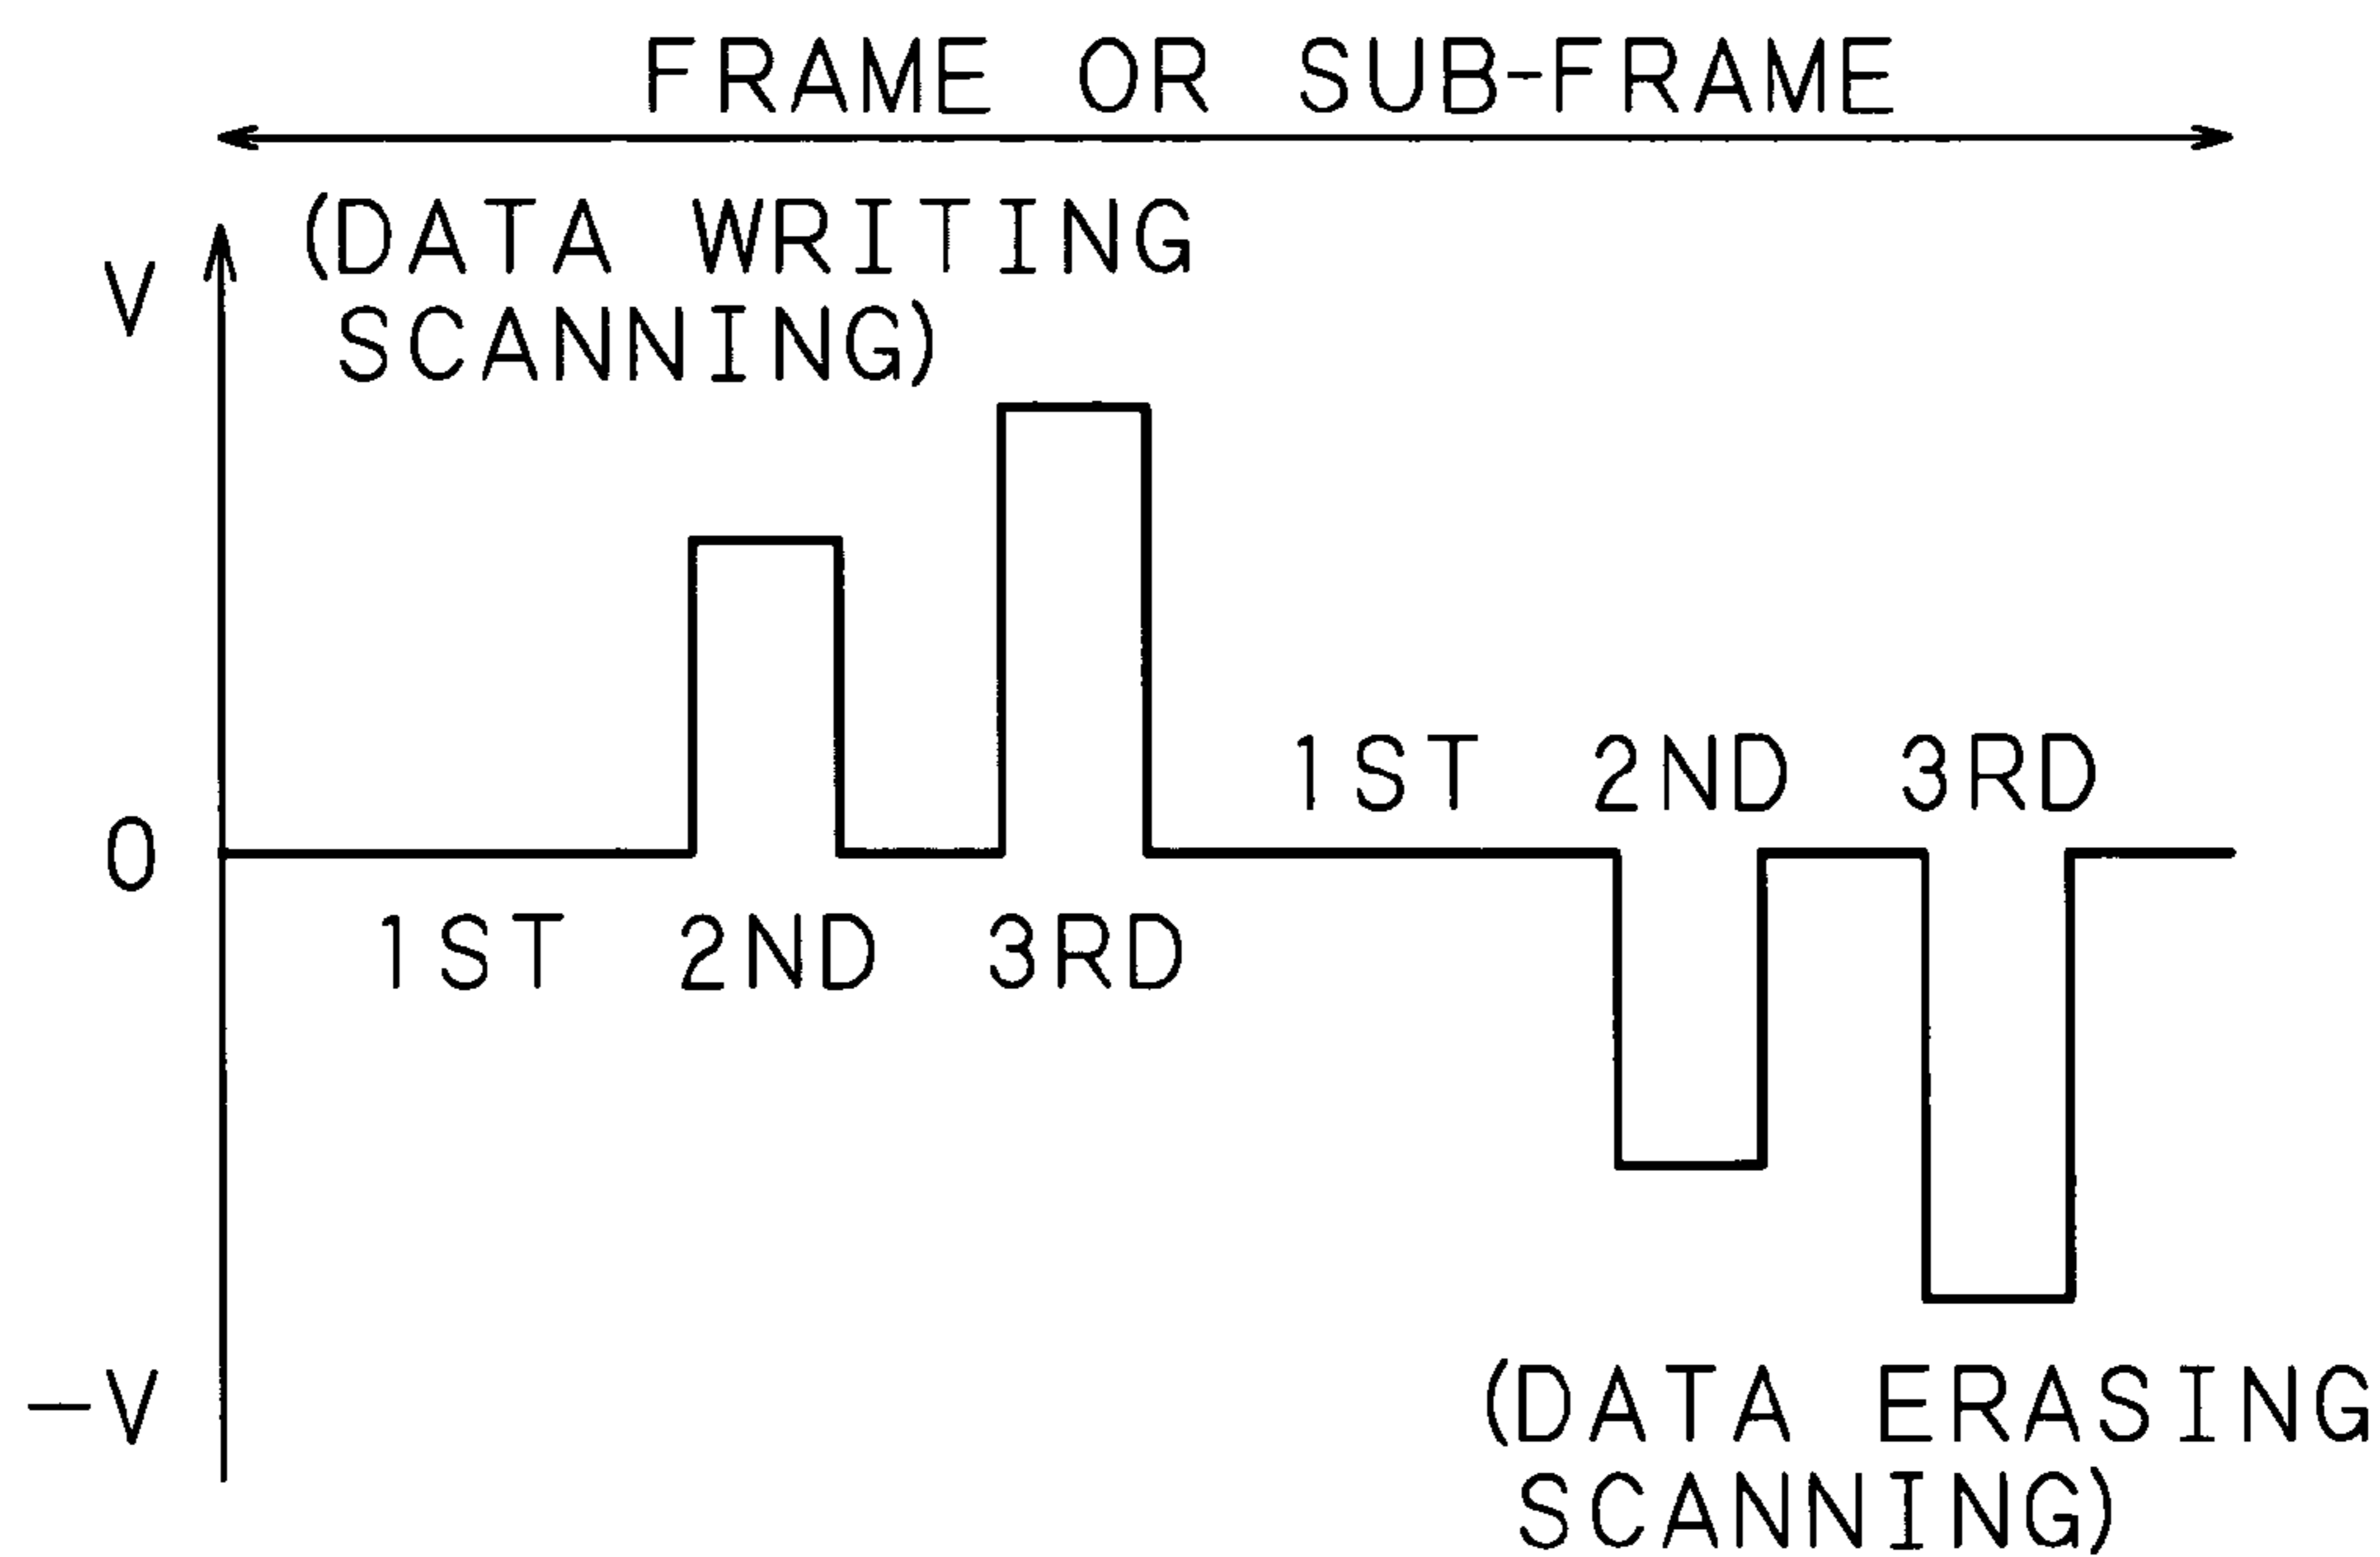 FRAME OR SUB-FRAME
(DATA WRITING
SCANNING)
V
1ST 2ND 3RD
0
1ST 2ND 3RD
-V
(DATA ERASING
SCANNING)